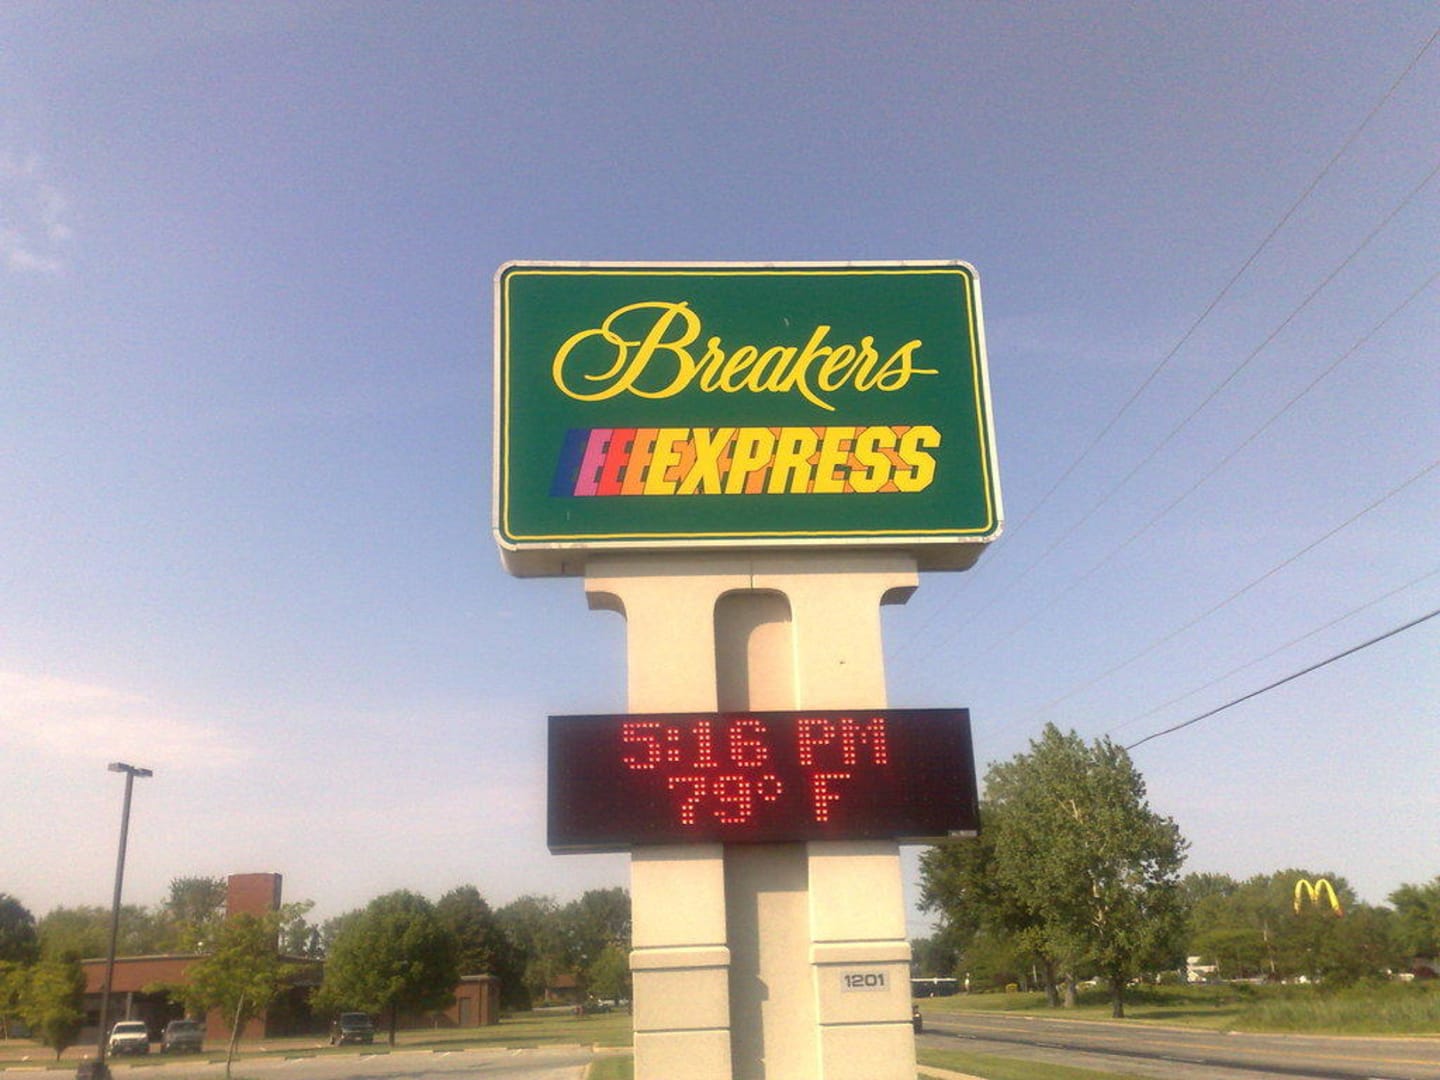 Breakers
EXPRESS
5:16 PM
79° F
1201